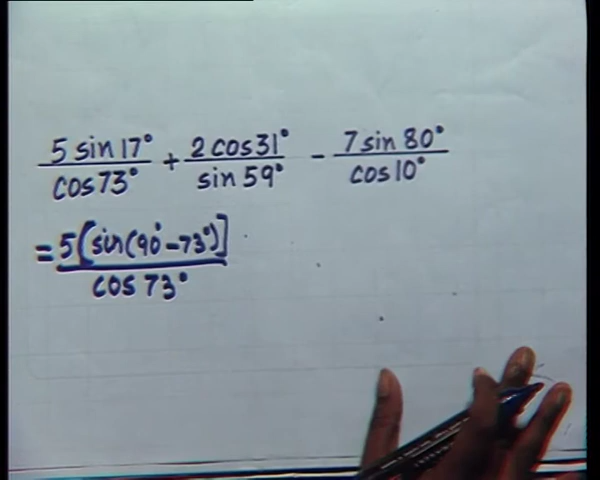 5 sin 17° / cos 73° + 2 cos 31° / sin 59° - 7 sin 80° / cos 10°
= 5[sin(90° - 73°)] / cos 73°